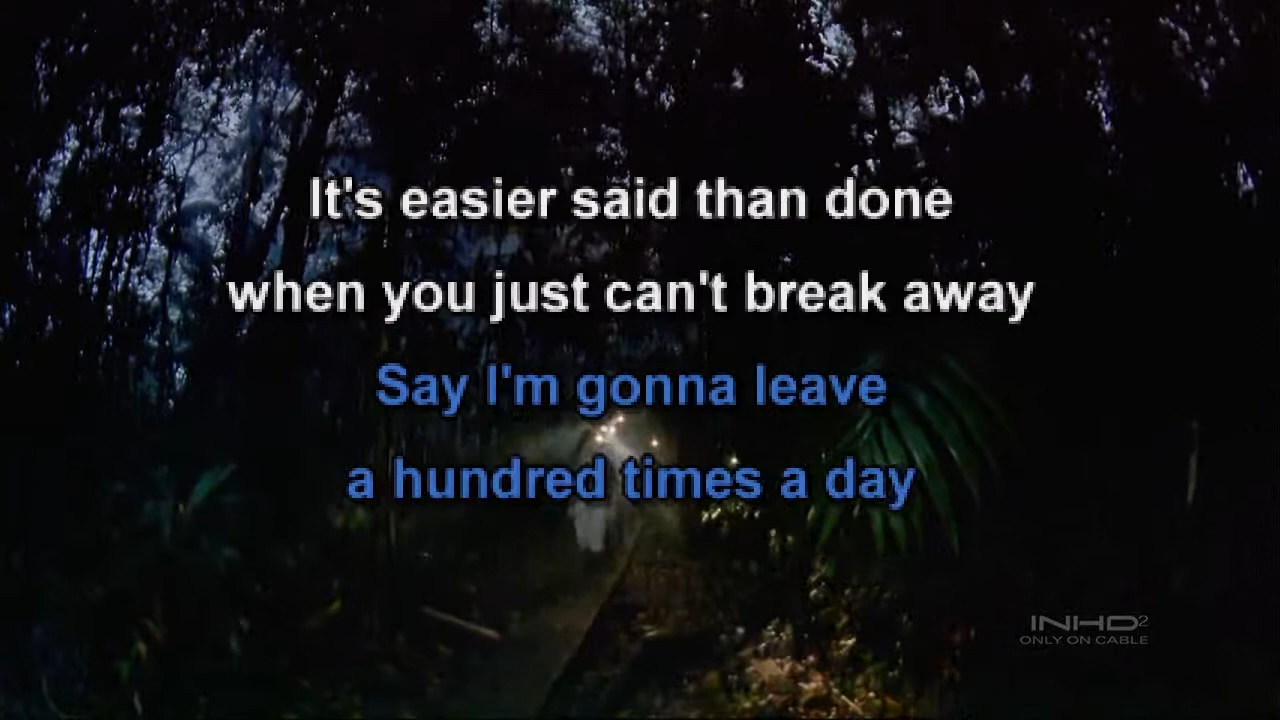 It's easier said than done
when you just can't break away
Say I'm gonna leave
a hundred times a day
INHD²
ONLY ON CABLE